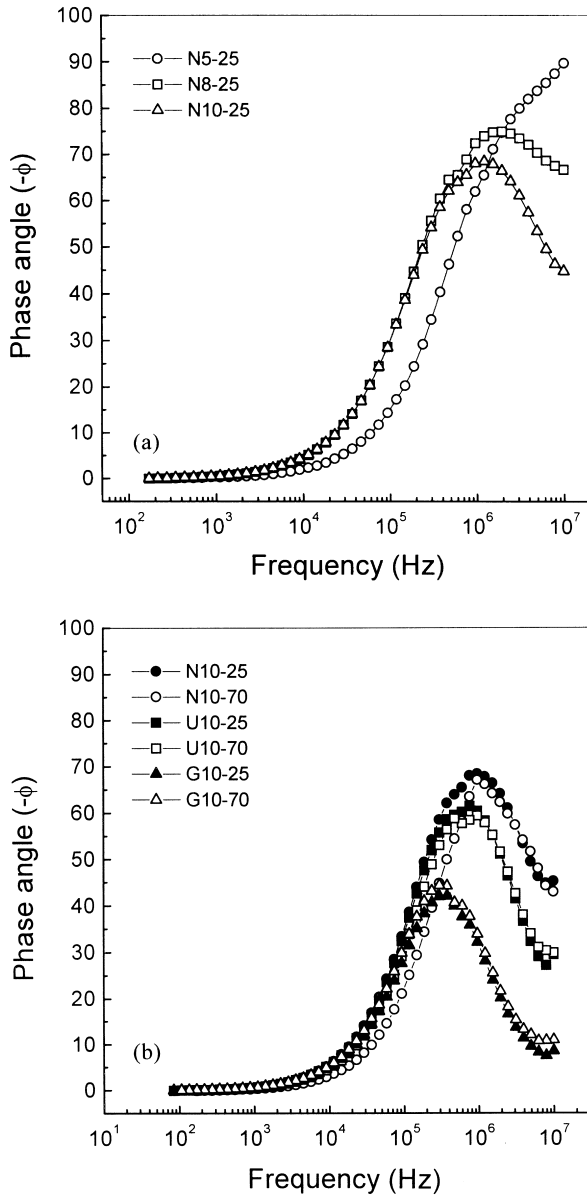 100
90
80
70
60
50
40
30
20
10
0
Phase angle (-ϕ)
N5-25
N8-25
N10-25
(a)
10²
10³
10⁴
10⁵
10⁶
10⁷
Frequency (Hz)
100
90
80
70
60
50
40
30
20
10
0
Phase angle (-ϕ)
N10-25
N10-70
U10-25
U10-70
G10-25
G10-70
(b)
10¹
10²
10³
10⁴
10⁵
10⁶
10⁷
Frequency (Hz)